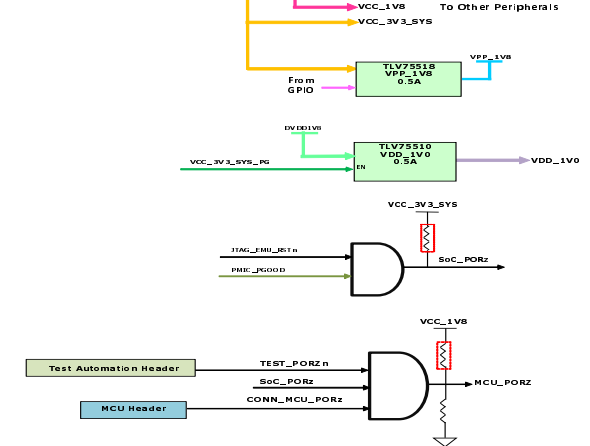 VCC_1V8
To Other Peripherals
VCC_3V3_SYS
VPP_1V8
TLV75518
VPP_1V8
0.5A
From
GPIO
DVDD1V8
TLV75510
VDD_1V0
0.5A
VCC_3V3_SYS_PG
EN
VDD_1V0
VCC_3V3_SYS
JTAG_EMU_RSTn
SoC_PORz
PMIC_PGOOD
VCC_1V8
TEST_PORZn
Test Automation Header
SoC_PORz
MCU_PORZ
CONN_MCU_PORz
MCU Header